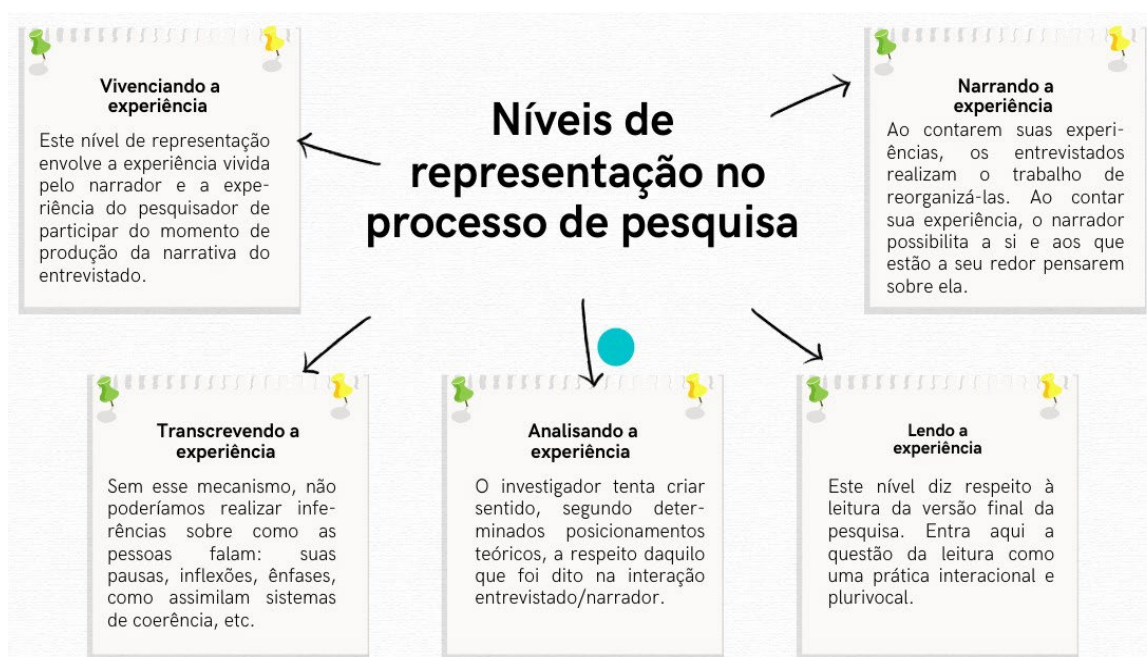 Níveis de
representação no
processo de pesquisa
Vivenciando a
experiência
Este nível de representação
envolve a experiência vivida
pelo narrador e a expe-
riência do pesquisador de
participar do momento de
produção da narrativa do
entrevistado.
Narrando a
experiência
Ao contarem suas experi-
ências, os entrevistados
realizam o trabalho de
reorganizá-las. Ao contar
sua experiência, o narrador
possibilita a si e aos que
estão a seu redor pensarem
sobre ela.
Transcrevendo a
experiência
Sem esse mecanismo, não
poderíamos realizar infe-
rências sobre como as
pessoas falam: suas
pausas, inflexões, ênfases,
como assimilam sistemas
de coerência, etc.
Analisando a
experiência
O investigador tenta criar
sentido, segundo deter-
minados posicionamentos
teóricos, a respeito daquilo
que foi dito na interação
entrevistado/narrador.
Lendo a
experiência
Este nível diz respeito à
leitura da versão final da
pesquisa. Entra aqui a
questão da leitura como
uma prática interacional e
plurivocal.